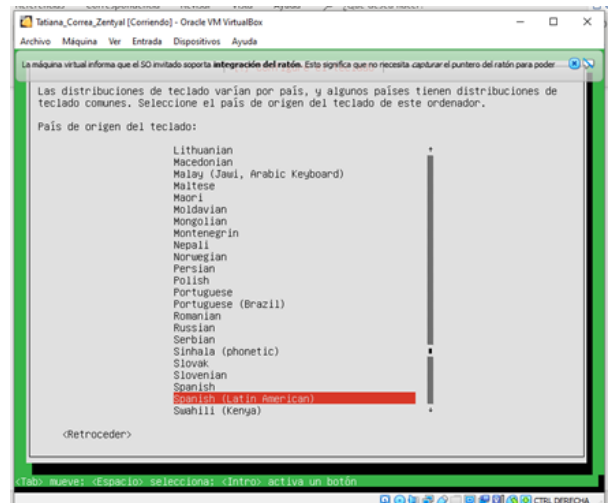 Tatiana_Correa_Zentyal [Corriendo] - Oracle VM VirtualBox
Archivo Máquina Ver Entrada Dispositivos Ayuda
La máquina virtual informa que el SO invitado soporta integración del ratón. Esto significa que no necesita capturar el puntero del ratón para poder
Las distribuciones de teclado varían por país, y algunos países tienen distribuciones de
teclado comunes. Seleccione el país de origen del teclado de este ordenador.
País de origen del teclado:
Lithuanian
Macedonian
Malay (Jawi, Arabic Keyboard)
Maltese
Maori
Moldavian
Mongolian
Montenegrin
Nepali
Norwegian
Persian
Polish
Portuguese
Portuguese (Brazil)
Romanian
Russian
Serbian
Sinhala (phonetic)
Slovak
Slovenian
Spanish
Spanish (Latin American)
Swahili (Kenya)
<Retroceder>
<Tab> mueve; <Espacio> selecciona; <Intro> activa un botón
CTRL DERECHA